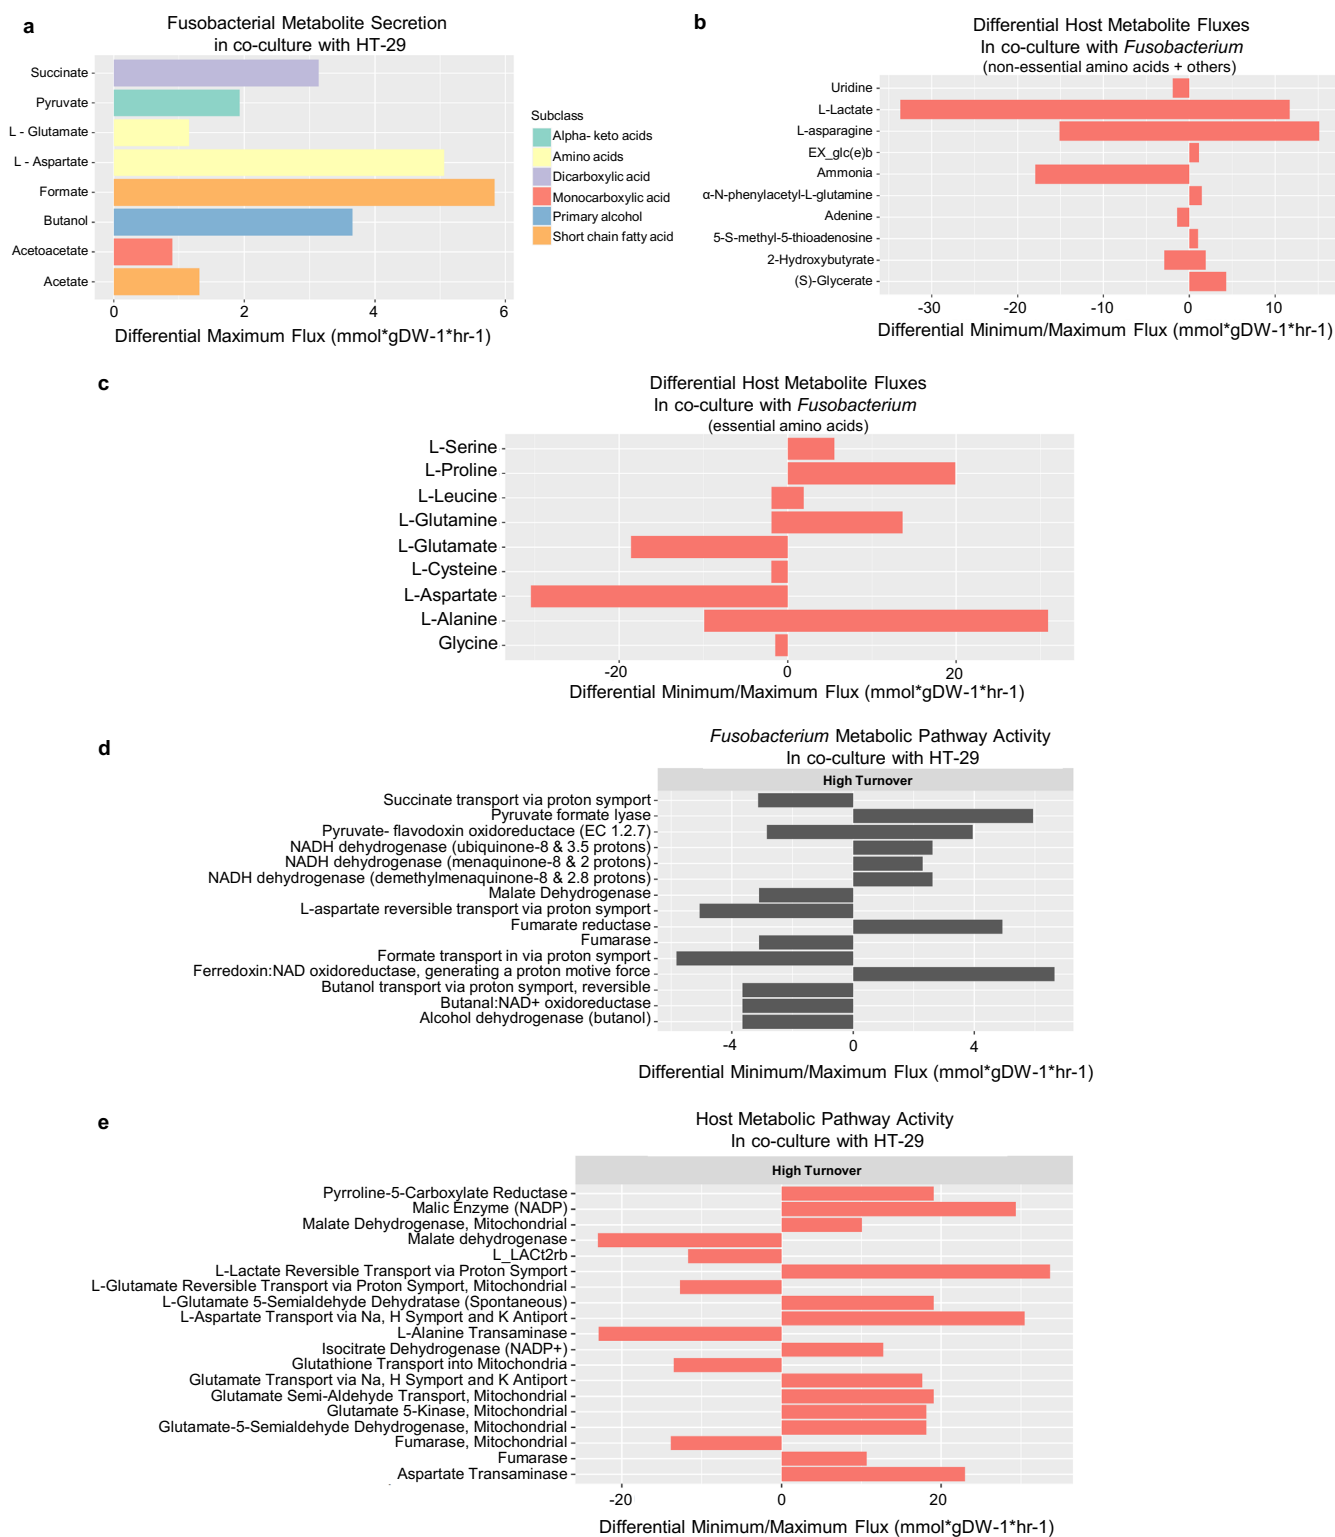 a
Fusobacterial Metabolite Secretion
in co-culture with HT-29
Succinate
Pyruvate
L - Glutamate
L - Aspartate
Formate
Butanol
Acetoacetate
Acetate
0
2
4
6
Differential Maximum Flux (mmol*gDW-1*hr-1)
Subclass
Alpha- keto acids
Amino acids
Dicarboxylic acid
Monocarboxylic acid
Primary alcohol
Short chain fatty acid
b
Differential Host Metabolite Fluxes
In co-culture with Fusobacterium
(non-essential amino acids + others)
Uridine
L-Lactate
L-asparagine
EX_glc(e)b
Ammonia
α-N-phenylacetyl-L-glutamine
Adenine
5-S-methyl-5-thioadenosine
2-Hydroxybutyrate
(S)-Glycerate
-30
-20
-10
0
10
Differential Minimum/Maximum Flux (mmol*gDW-1*hr-1)
c
Differential Host Metabolite Fluxes
In co-culture with Fusobacterium
(essential amino acids)
L-Serine
L-Proline
L-Leucine
L-Glutamine
L-Glutamate
L-Cysteine
L-Aspartate
L-Alanine
Glycine
-20
0
20
Differential Minimum/Maximum Flux (mmol*gDW-1*hr-1)
d
Fusobacterium Metabolic Pathway Activity
In co-culture with HT-29
High Turnover
Succinate transport via proton symport
Pyruvate formate lyase
Pyruvate- flavodoxin oxidoreductace (EC 1.2.7)
NADH dehydrogenase (ubiquinone-8 & 3.5 protons)
NADH dehydrogenase (menaquinone-8 & 2 protons)
NADH dehydrogenase (demethylmenaquinone-8 & 2.8 protons)
Malate Dehydrogenase
L-aspartate reversible transport via proton symport
Fumarate reductase
Fumarase
Formate transport in via proton symport
Ferredoxin:NAD oxidoreductase, generating a proton motive force
Butanol transport via proton symport, reversible
Butanal:NAD+ oxidoreductase
Alcohol dehydrogenase (butanol)
-4
0
4
Differential Minimum/Maximum Flux (mmol*gDW-1*hr-1)
e
Host Metabolic Pathway Activity
In co-culture with HT-29
High Turnover
Pyrroline-5-Carboxylate Reductase
Malic Enzyme (NADP)
Malate Dehydrogenase, Mitochondrial
Malate dehydrogenase
L_LACt2rb
L-Lactate Reversible Transport via Proton Symport
L-Glutamate Reversible Transport via Proton Symport, Mitochondrial
L-Glutamate 5-Semialdehyde Dehydratase (Spontaneous)
L-Aspartate Transport via Na, H Symport and K Antiport
L-Alanine Transaminase
Isocitrate Dehydrogenase (NADP+)
Glutathione Transport into Mitochondria
Glutamate Transport via Na, H Symport and K Antiport
Glutamate Semi-Aldehyde Transport, Mitochondrial
Glutamate 5-Kinase, Mitochondrial
Glutamate-5-Semialdehyde Dehydrogenase, Mitochondrial
Fumarase, Mitochondrial
Fumarase
Aspartate Transaminase
-20
0
20
Differential Minimum/Maximum Flux (mmol*gDW-1*hr-1)